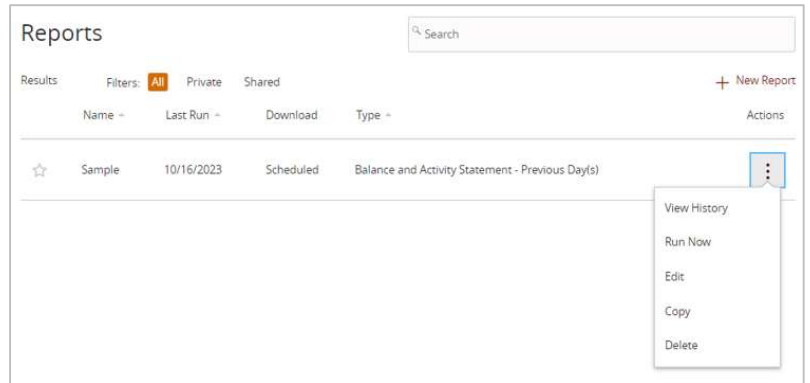 Reports
Search
Results Filters: All Private Shared + New Report
Name Last Run Download Type Actions
Sample 10/16/2023 Scheduled Balance and Activity Statement - Previous Day(s)
View History
Run Now
Edit
Copy
Delete